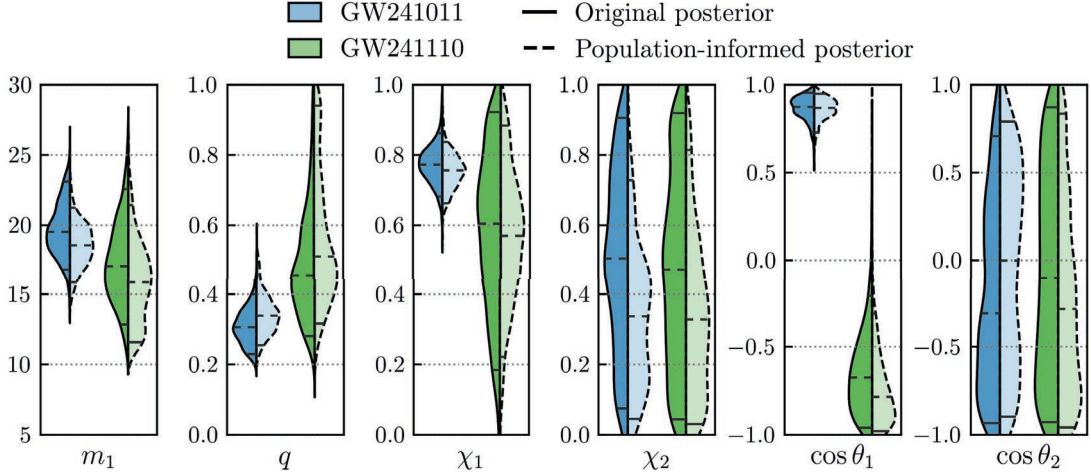 GW241011 Original posterior
GW241110 Population-informed posterior
30 25 20 15 10 5
1.0 0.8 0.6 0.4 0.2 0.0
1.0 0.8 0.6 0.4 0.2 0.0
1.0 0.8 0.6 0.4 0.2 0.0
1.0 0.5 0.0 −0.5 −1.0
1.0 0.5 0.0 −0.5 −1.0
m₁ q χ₁ χ₂ cos θ₁ cos θ₂